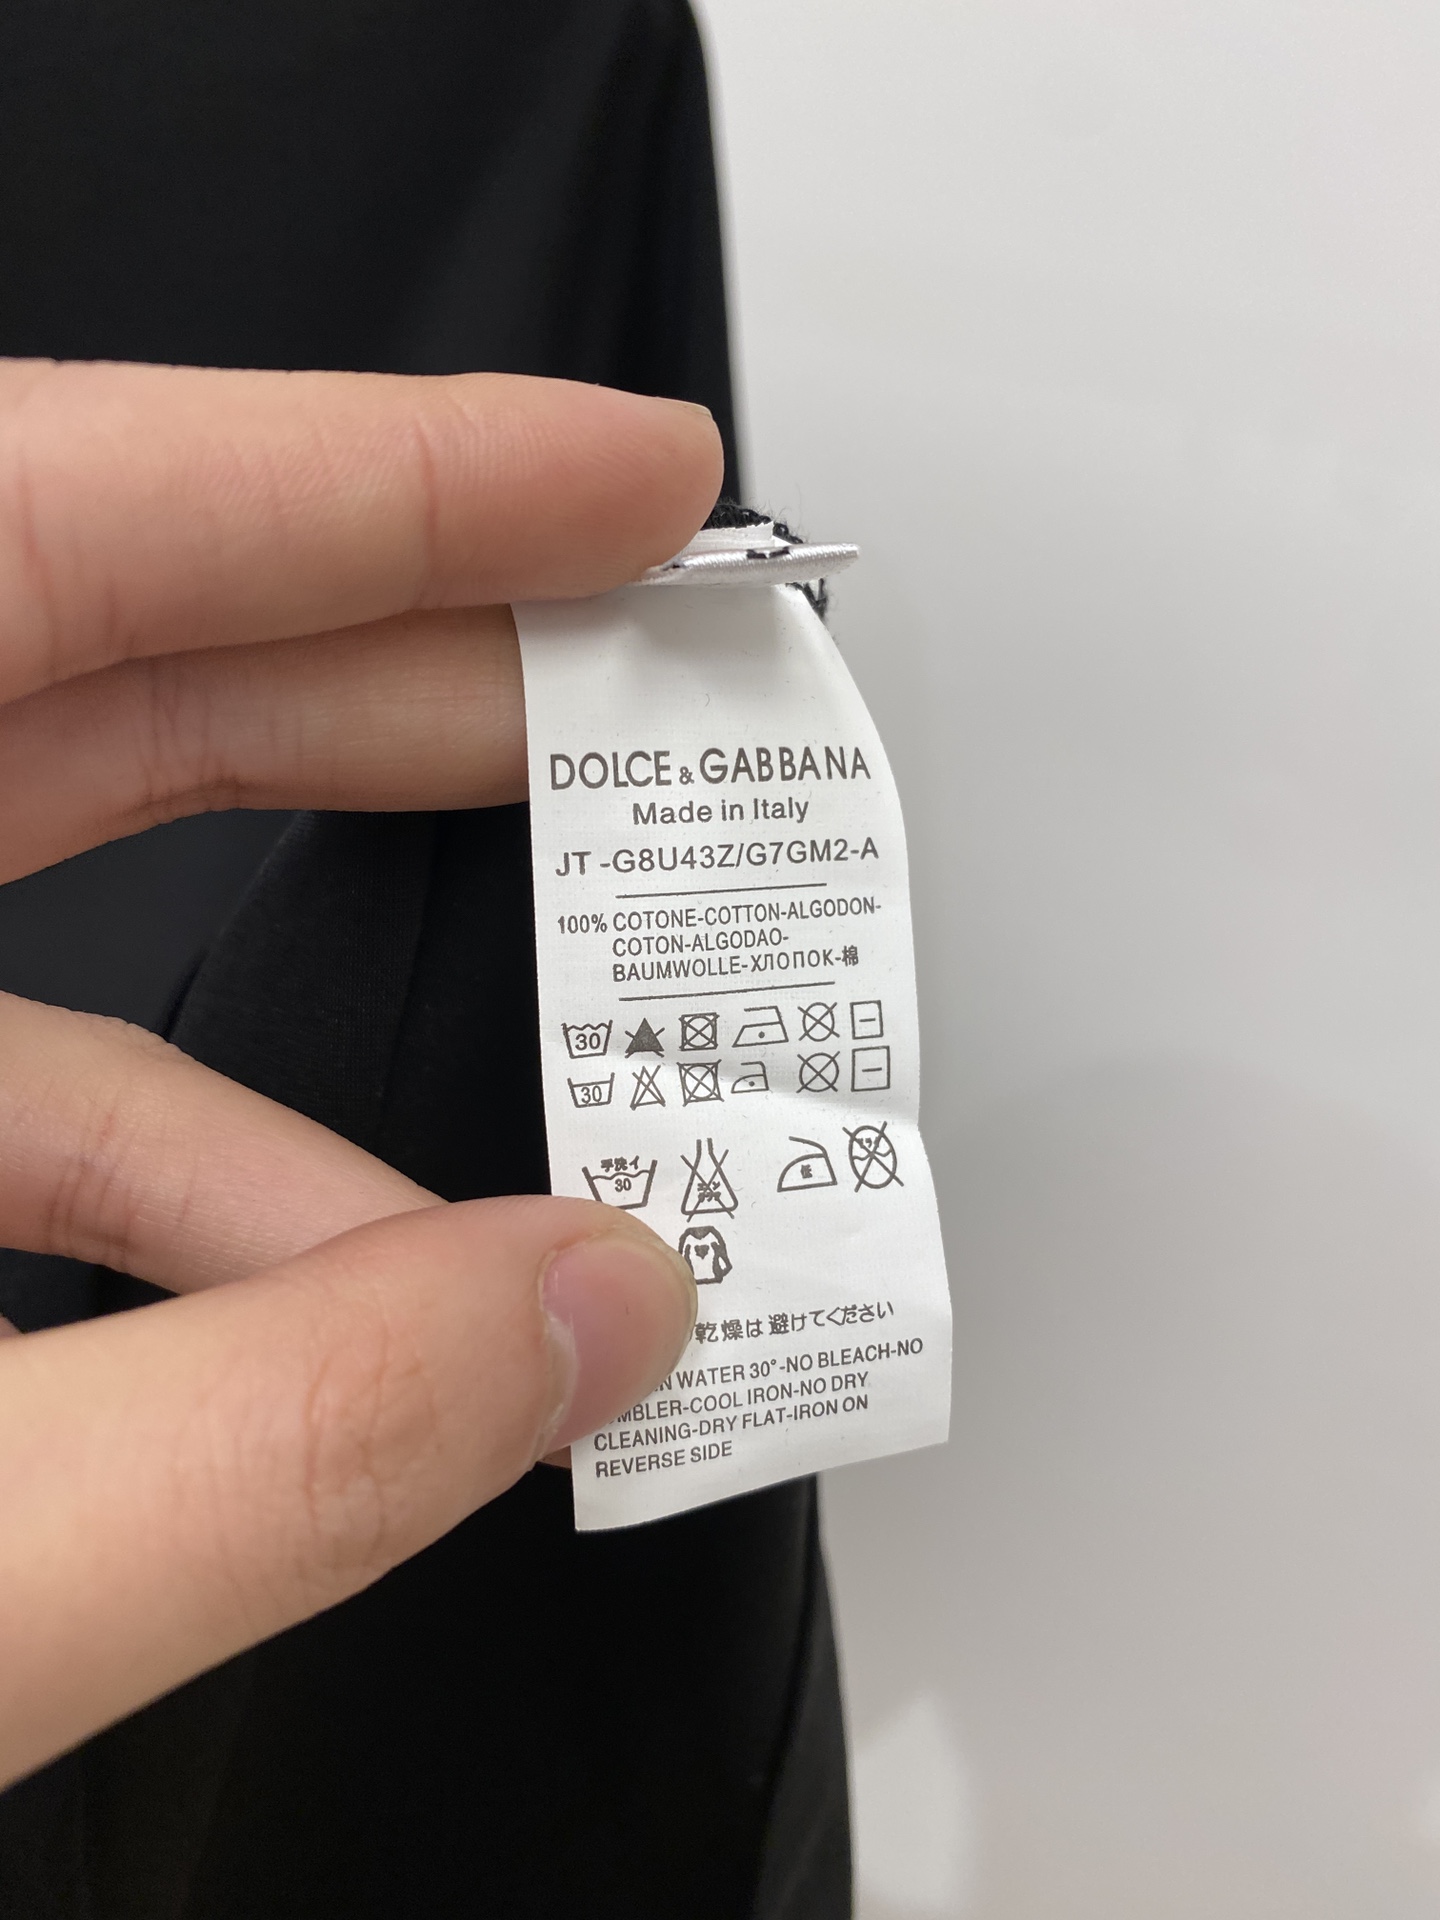 DOLCE & GABBANA
Made in Italy
JT -G8U43Z/G7GM2-A
100% COTONE-COTTON-ALGODON-
COTON-ALGODAO-
BAUMWOLLE-ХЛОПОК-棉
30
30
手洗イ
30
低
乾燥は避けてください
WATER 30°-NO BLEACH-NO
COOL IRON-NO DRY
CLEANING-DRY FLAT-IRON ON
REVERSE SIDE